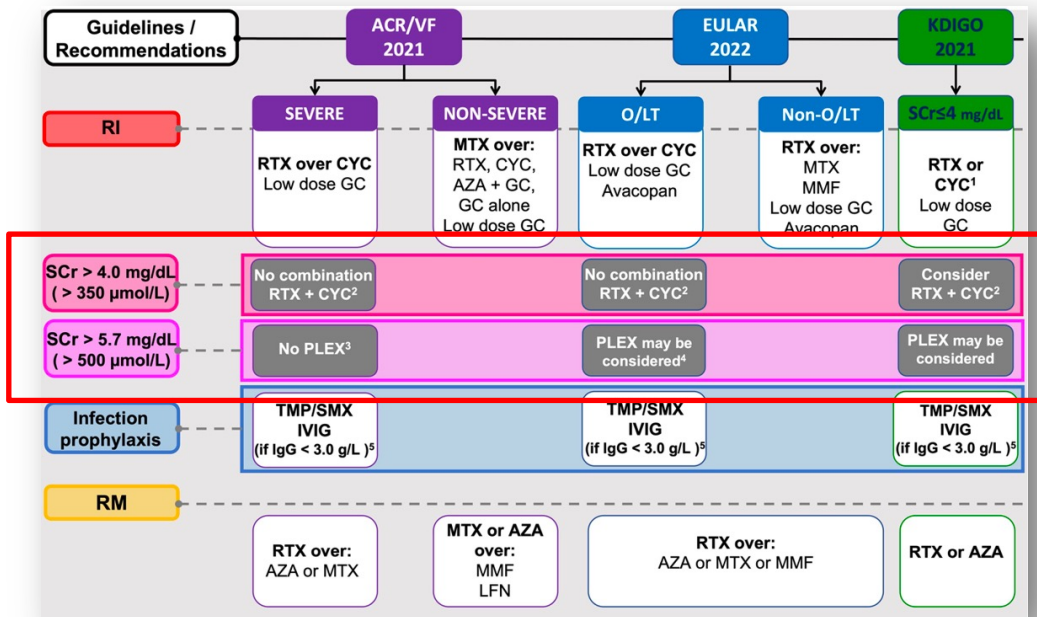 Guidelines /
Recommendations
ACR/VF
2021
EULAR
2022
KDIGO
2021
RI
SEVERE
RTX over CYC
Low dose GC
NON-SEVERE
MTX over:
RTX, CYC,
AZA + GC,
GC alone
Low dose GC
O/LT
RTX over CYC
Low dose GC
Avacopan
Non-O/LT
RTX over:
MTX
MMF
Low dose GC
Avacopan
SCr≤4 mg/dL
RTX or
CYC¹
Low dose
GC
SCr > 4.0 mg/dL
( > 350 µmol/L)
No combination
RTX + CYC²
No combination
RTX + CYC²
Consider
RTX + CYC²
SCr > 5.7 mg/dL
( > 500 µmol/L)
No PLEX³
PLEX may be
considered⁴
PLEX may be
considered
Infection
prophylaxis
TMP/SMX
IVIG
(if IgG < 3.0 g/L )⁵
TMP/SMX
IVIG
(if IgG < 3.0 g/L )⁵
TMP/SMX
IVIG
(if IgG < 3.0 g/L )⁵
RM
RTX over:
AZA or MTX
MTX or AZA
over:
MMF
LFN
RTX over:
AZA or MTX or MMF
RTX or AZA